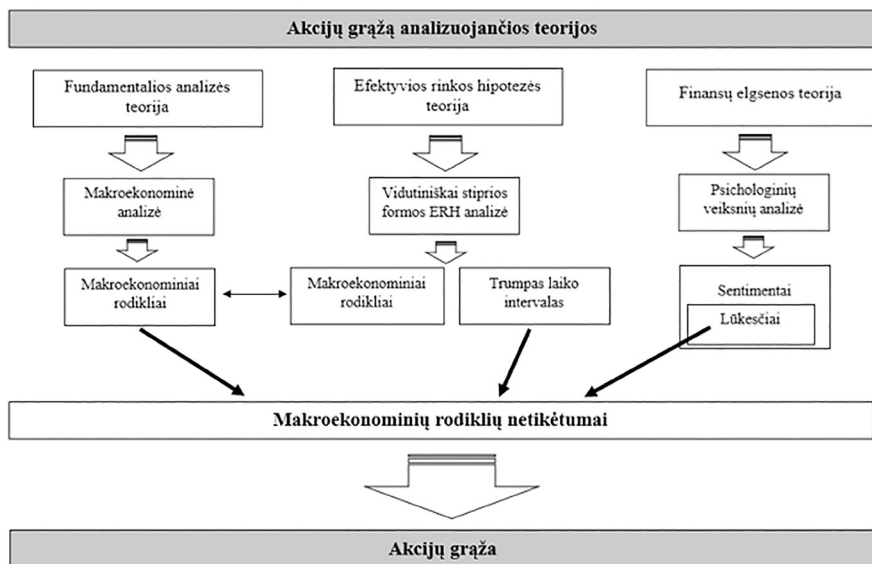 Akcijų grąžą analizuojančios teorijos
Fundamentalios analizės
teorija
Efektyvios rinkos hipotezės
teorija
Finansų elgsenos teorija
Makroekonominė
analizė
Vidutiniškai stiprios
formos ERH analizė
Psichologinių
veiksnių analizė
Makroekonominiai
rodikliai
Makroekonominiai
rodikliai
Trumpas laiko
intervalas
Sentimentai
Lūkesčiai
Makroekonominių rodiklių netikėtumai
Akcijų grąža